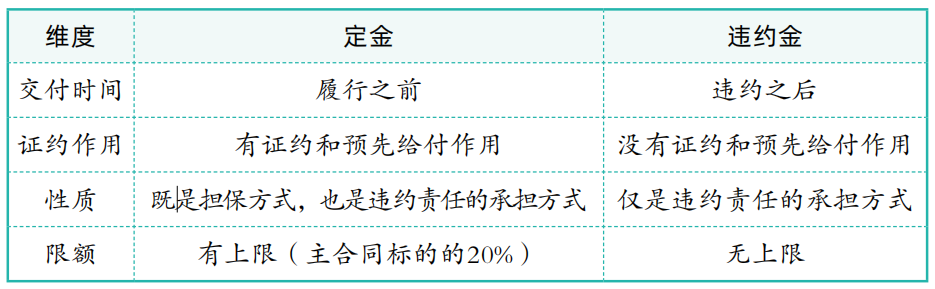 维度 定金 违约金
交付时间 履行之前 违约之后
证约作用 有证约和预先给付作用 没有证约和预先给付作用
性质 既是担保方式，也是违约责任的承担方式 仅是违约责任的承担方式
限额 有上限（主合同标的的20%） 无上限